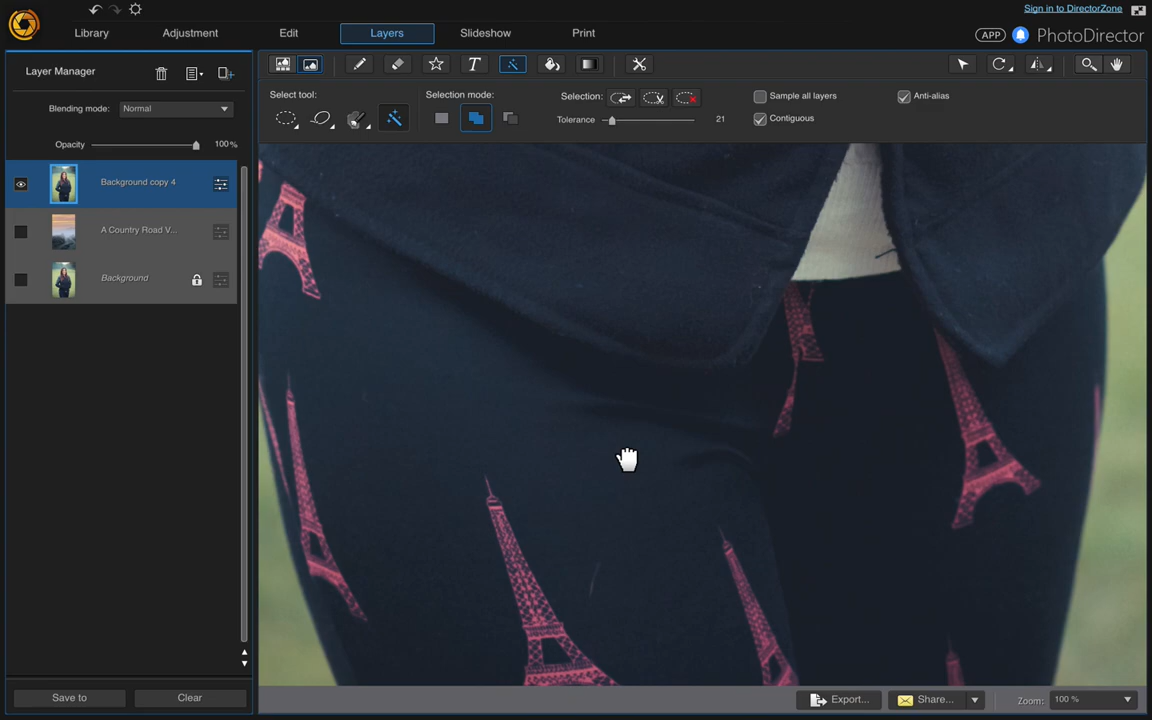 Sign in to DirectorZone
Library
Adjustment
Edit
Layers
Slideshow
Print
APP
PhotoDirector
Layer Manager
T
Select tool:
Selection mode:
Selection:
Sample all layers
Anti-alias
Blending mode:
Normal
Tolerance
21
Contiguous
Opacity
100%
Background copy 4
A Country Road V...
Background
Save to
Clear
Export...
Share...
Zoom:
100 %